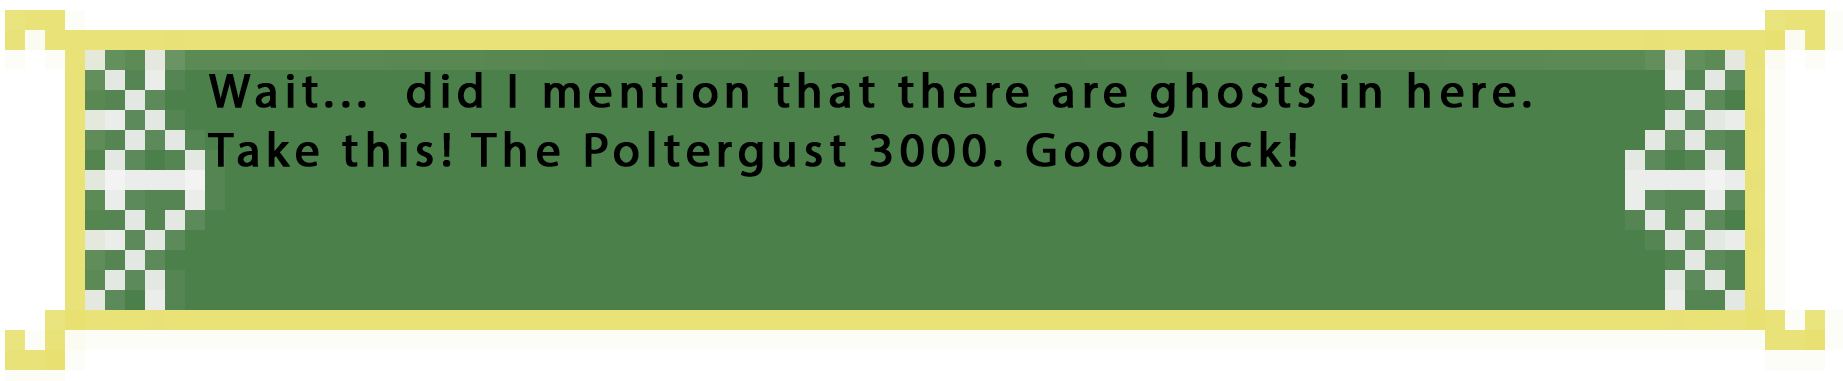 Wait...  did I mention that there are ghosts in here.
Take this! The Poltergust 3000. Good luck!